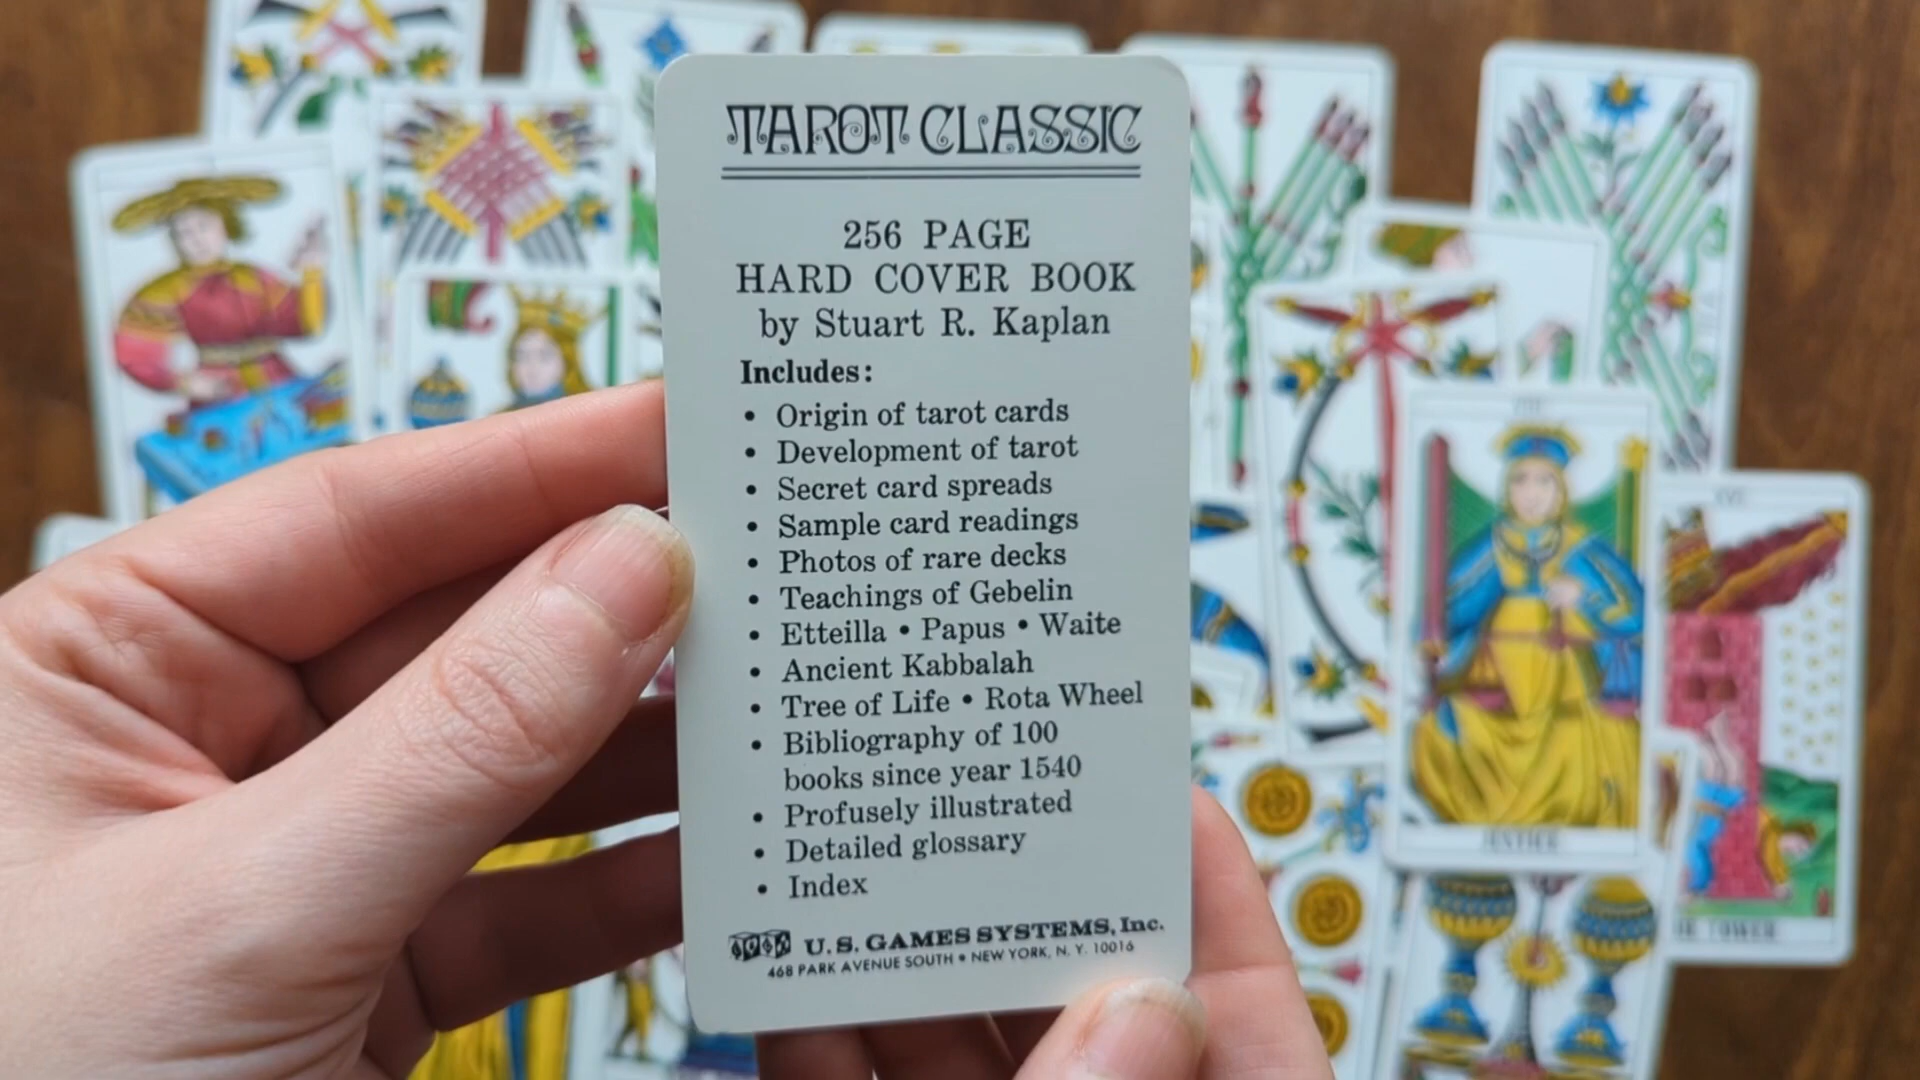 TAROT CLASSIC
256 PAGE
HARD COVER BOOK
by Stuart R. Kaplan
Includes:
• Origin of tarot cards
• Development of tarot
• Secret card spreads
• Sample card readings
• Photos of rare decks
• Teachings of Gebelin
• Etteilla • Papus • Waite
• Ancient Kabbalah
• Tree of Life • Rota Wheel
• Bibliography of 100
books since year 1540
• Profusely illustrated
• Detailed glossary
• Index
U.S. GAMES SYSTEMS, Inc.
468 PARK AVENUE SOUTH • NEW YORK, N. Y. 10016
JUSTICE
XVI
TOWER